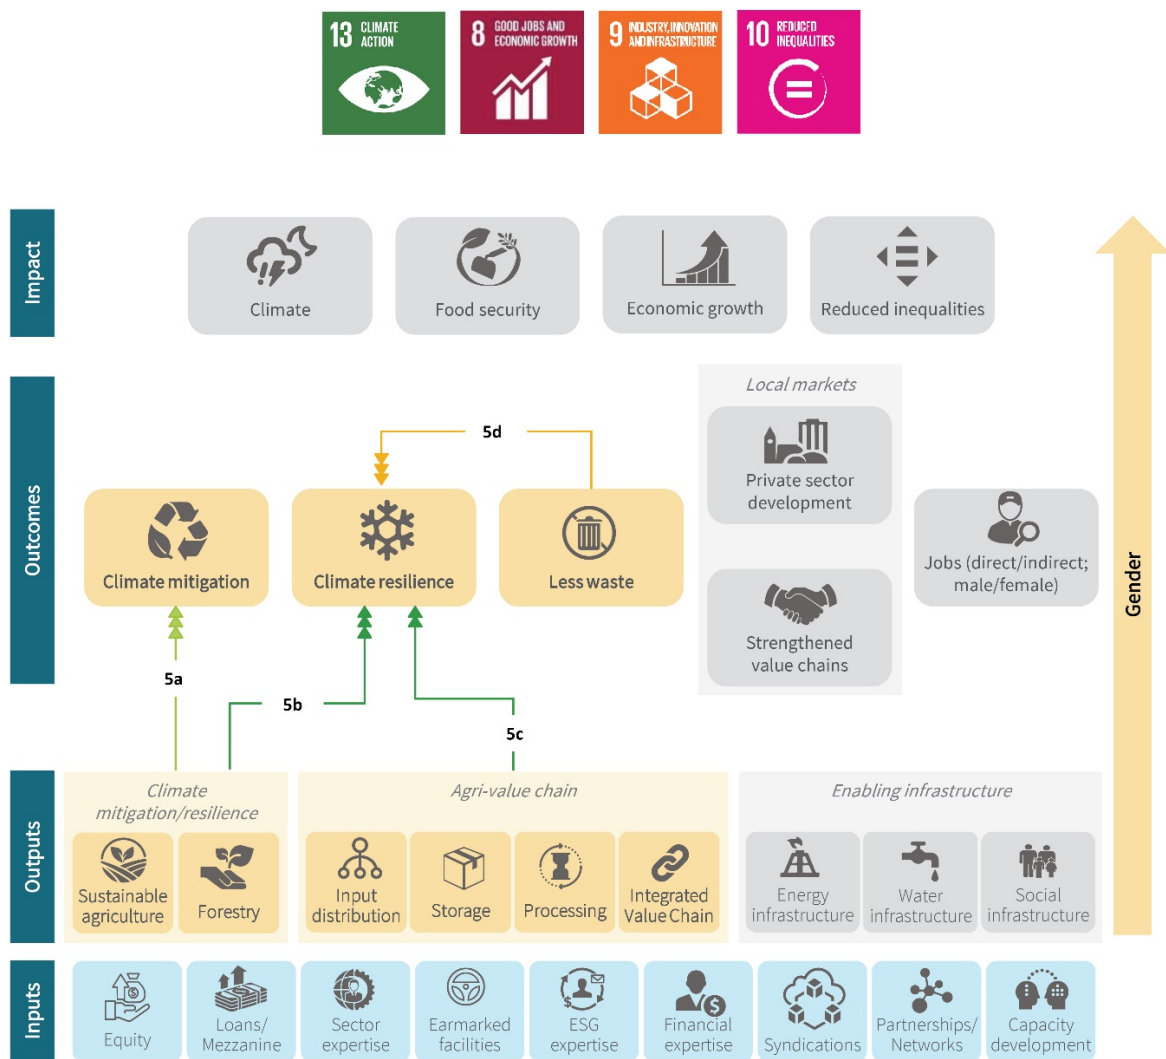 13 CLIMATE
ACTION
8 GOOD JOBS AND
ECONOMIC GROWTH
9 INDUSTRY, INNOVATION
AND INFRASTRUCTURE
10 REDUCED
INEQUALITIES
Impact
Climate
Food security
Economic growth
Reduced inequalities
Gender
Outcomes
Local markets
5d
Private sector
development
Climate mitigation
Climate resilience
Less waste
Jobs (direct/indirect;
male/female)
Strengthened
value chains
5a
5b
5c
Outputs
Climate
mitigation/resilience
Agri-value chain
Enabling infrastructure
Sustainable
agriculture
Forestry
Input
distribution
Storage
Processing
Integrated
Value Chain
Energy
infrastructure
Water
infrastructure
Social
infrastructure
Inputs
Equity
Loans/
Mezzanine
Sector
expertise
Earmarked
facilities
ESG
expertise
Financial
expertise
Syndications
Partnerships/
Networks
Capacity
development